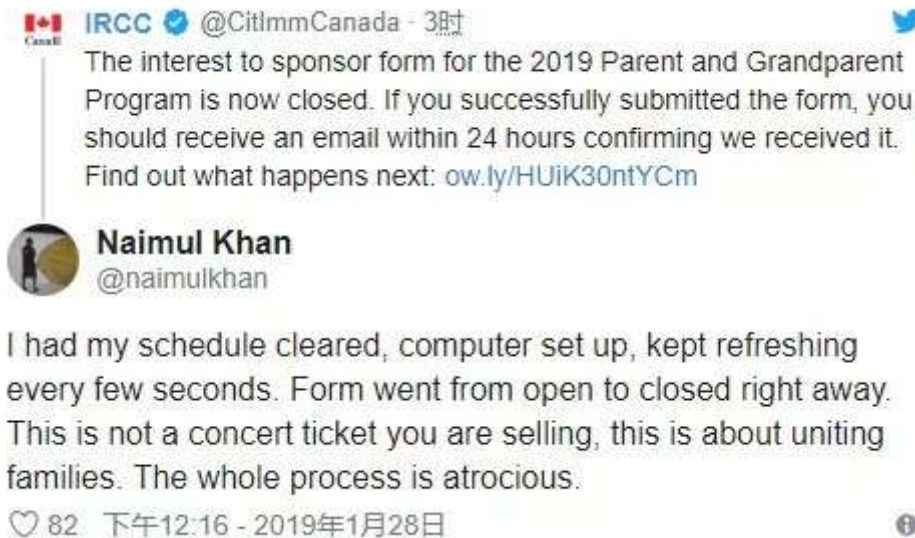 IRCC @CitImmCanada · 3时
Canada
The interest to sponsor form for the 2019 Parent and Grandparent
Program is now closed. If you successfully submitted the form, you
should receive an email within 24 hours confirming we received it.
Find out what happens next: ow.ly/HUiK30ntYCm
Naimul Khan
@naimulkhan
I had my schedule cleared, computer set up, kept refreshing
every few seconds. Form went from open to closed right away.
This is not a concert ticket you are selling, this is about uniting
families. The whole process is atrocious.
82 下午12:16 - 2019年1月28日